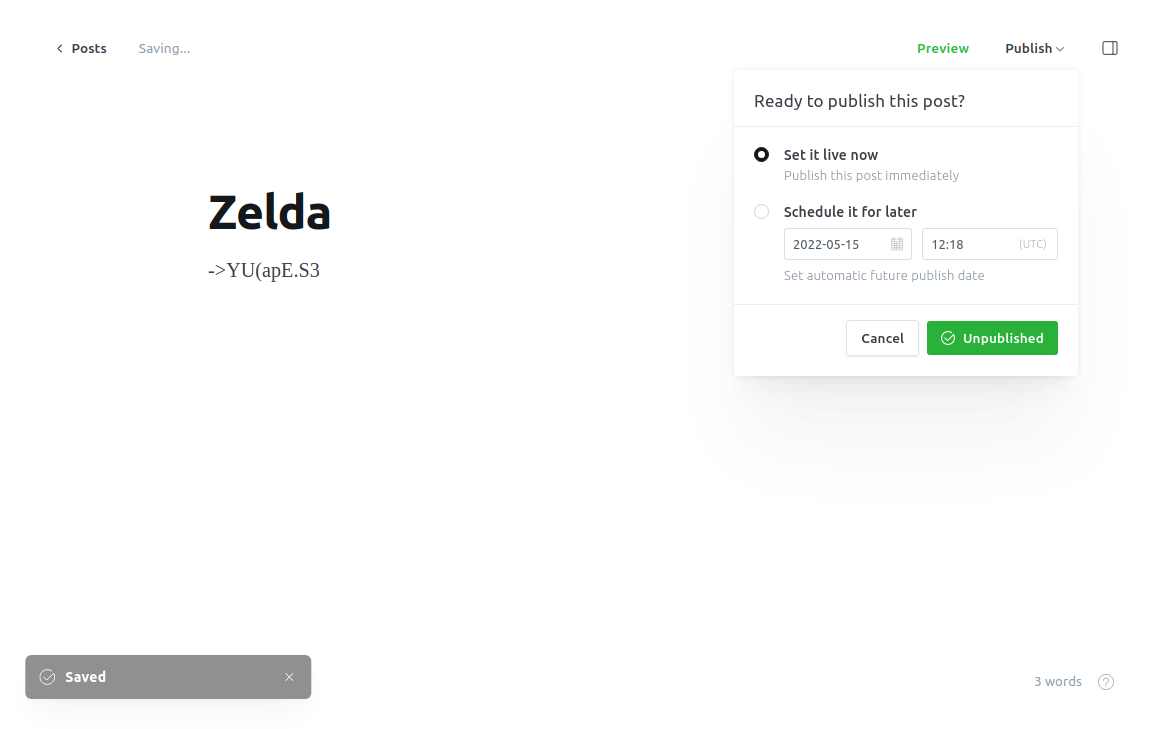 Posts Saving... Preview Publish
Ready to publish this post?
Set it live now
Publish this post immediately
Zelda
->YU(apE.S3
Schedule it for later
2022-05-15 12:18 (UTC)
Set automatic future publish date
Cancel Unpublished
Saved
3 words